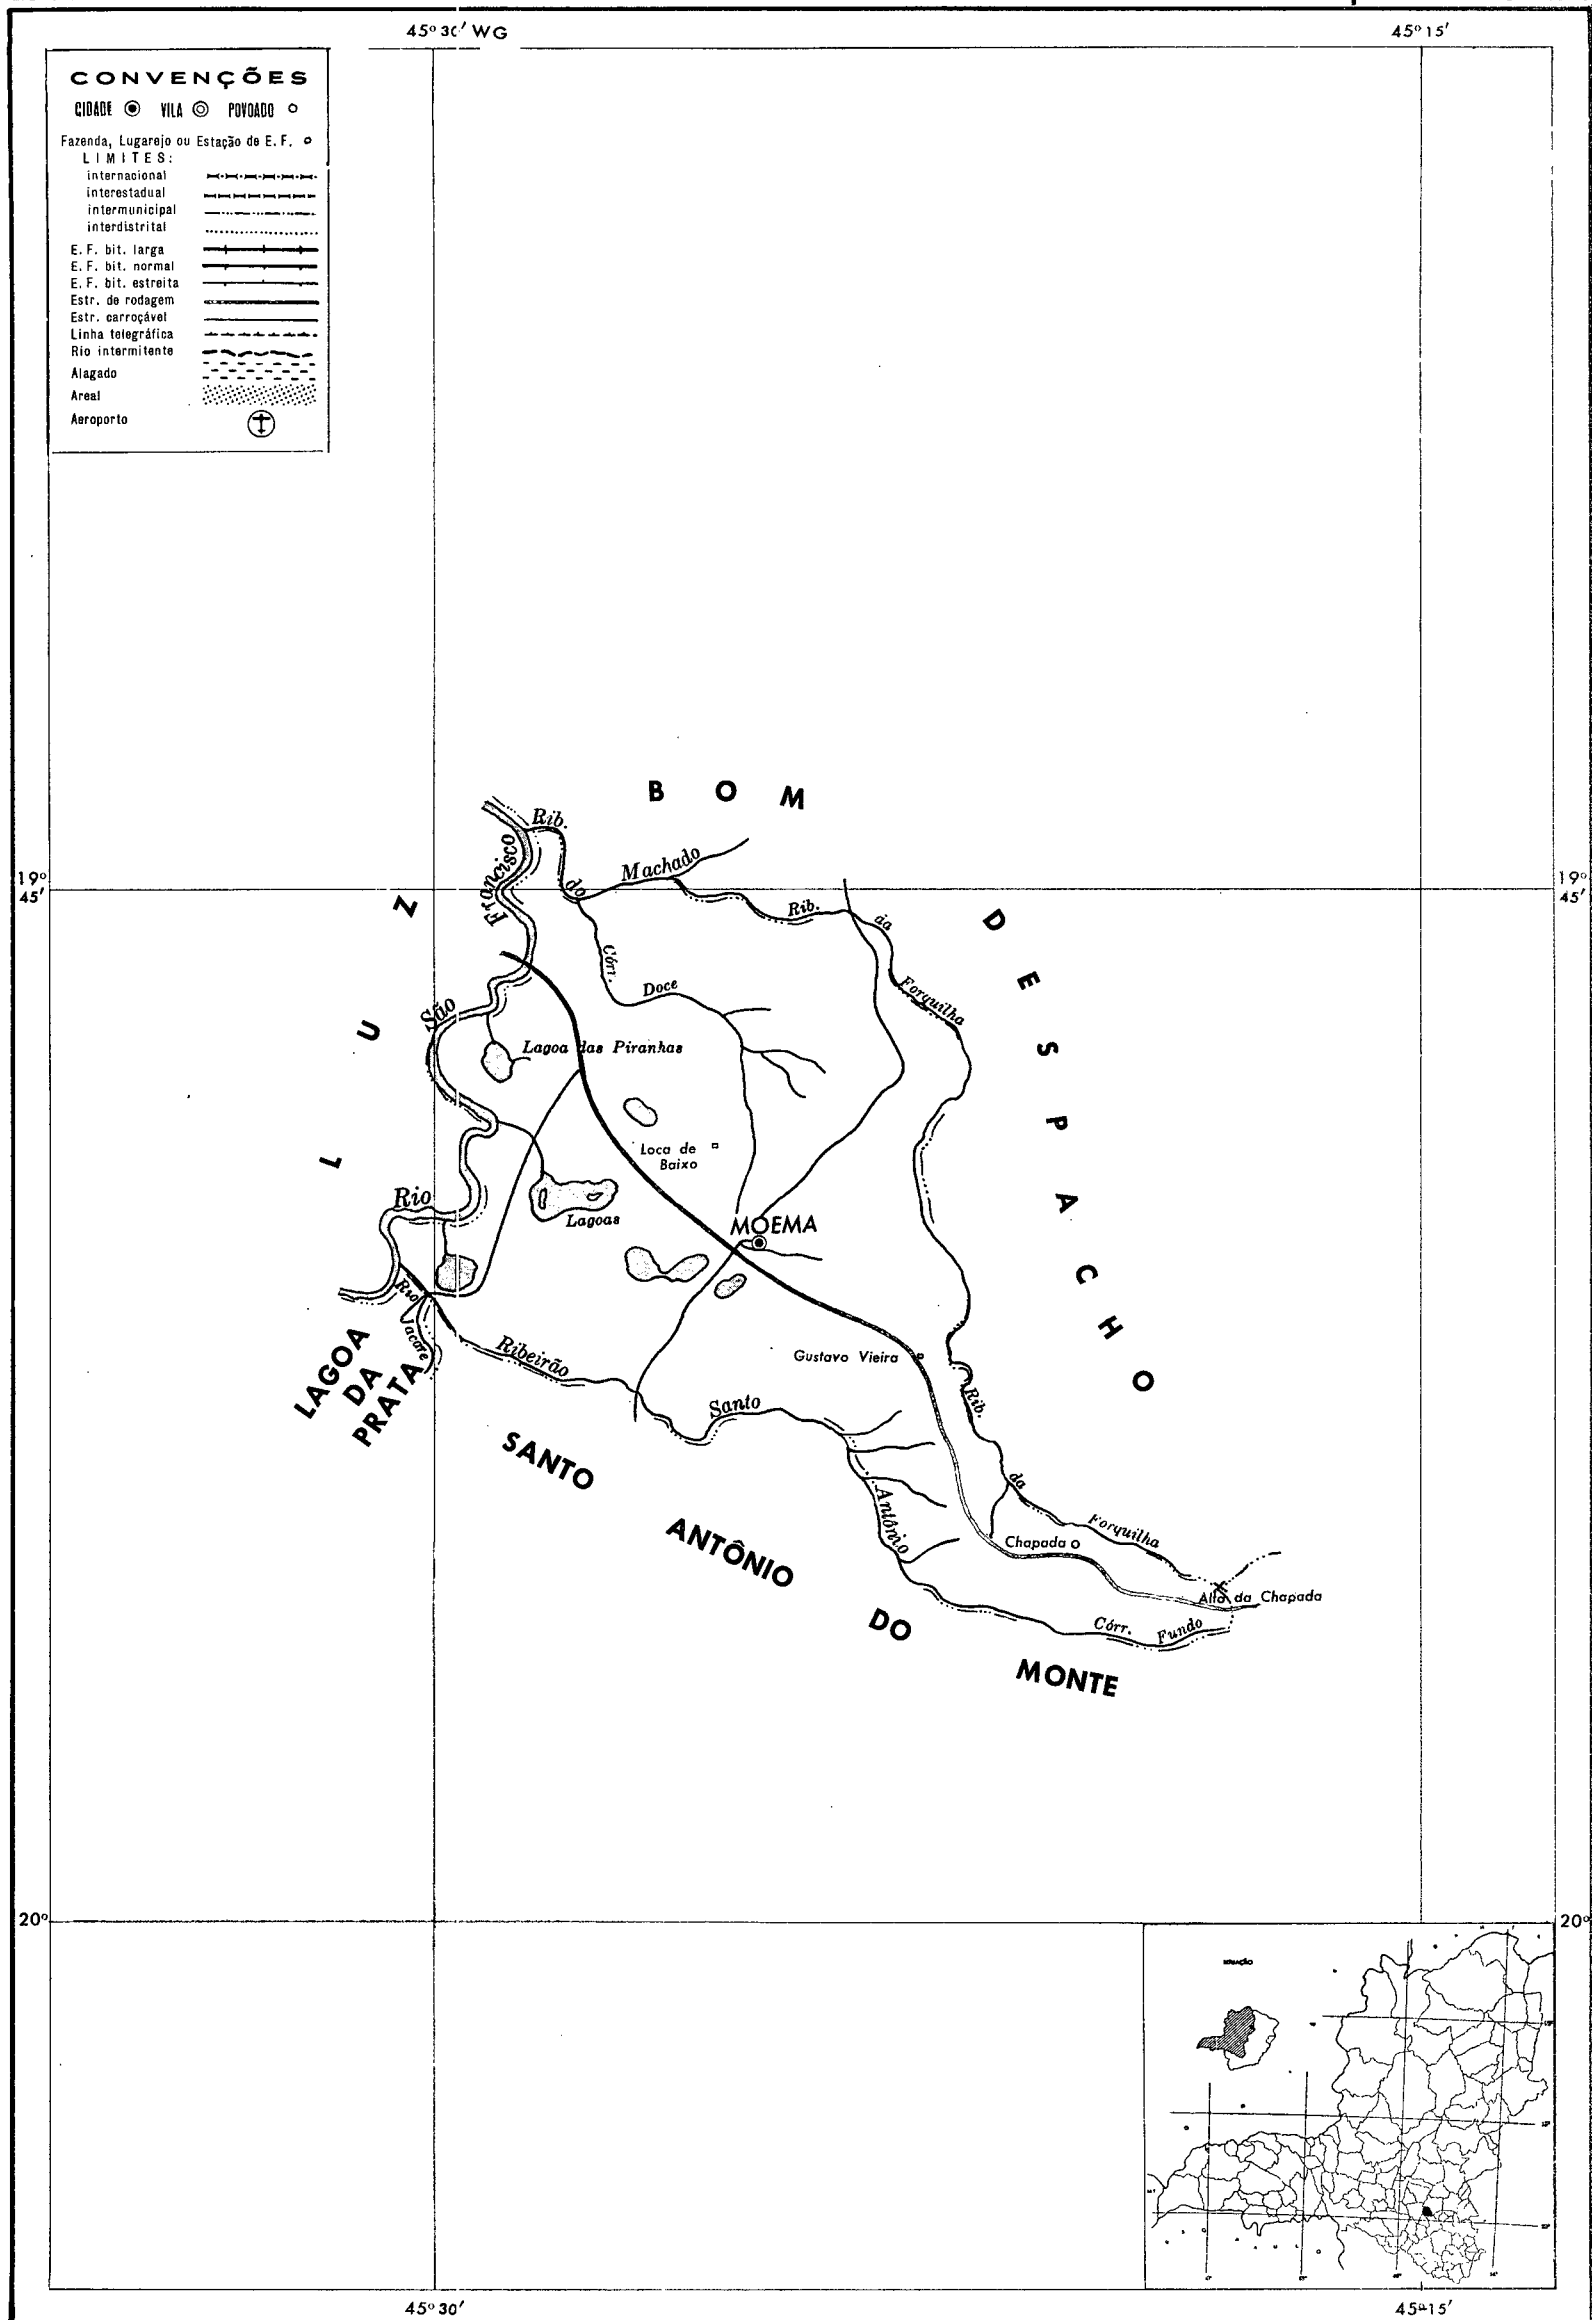 45° 30′ WG
45° 15′
CONVENÇÕES
CIDADE VILA POVOADO
Fazenda, Lugarejo ou Estação de E. F.
LIMITES:
internacional
interestadual
intermunicipal
interdistrital
E. F. bit. larga
E. F. bit. normal
E. F. bit. estreita
Estr. de rodagem
Estr. carroçável
Linha telegráfica
Rio intermitente
Alagado
Areal
Aeroporto
BOM
DESPACHO
Rib. do Machado
19° 45′
19° 45′
LUZ
Rio São Francisco
Rib. da Forquilha
Córr. Doce
Lagoa das Piranhas
Loca de
Baixo
Lagoas
MOEMA
Rio Jacaré
LAGOA
DA
PRATA
Ribeirão Santo Antônio
Gustavo Vieira
Rib. da Forquilha
SANTO ANTÔNIO DO MONTE
Chapada
Alto da Chapada
Córr. Fundo
20°
20°
SITUAÇÃO
45° 30′
45° 15′